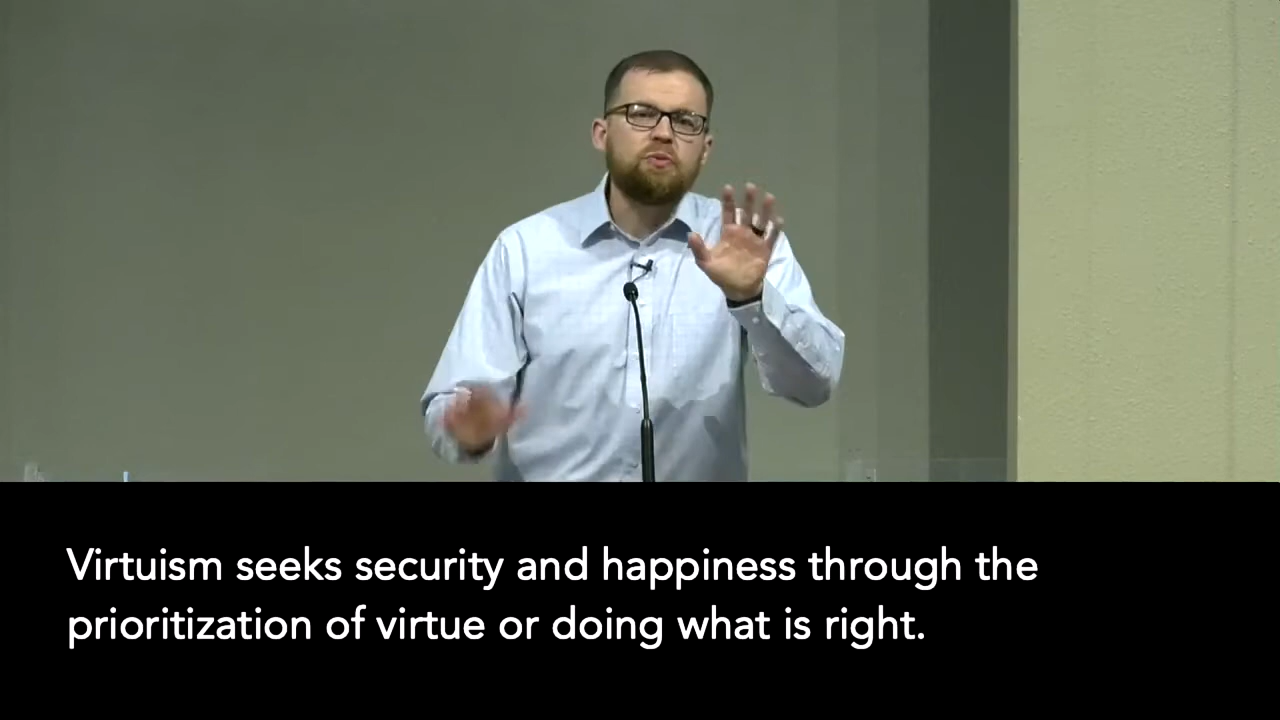 Virtuism seeks security and happiness through the
prioritization of virtue or doing what is right.